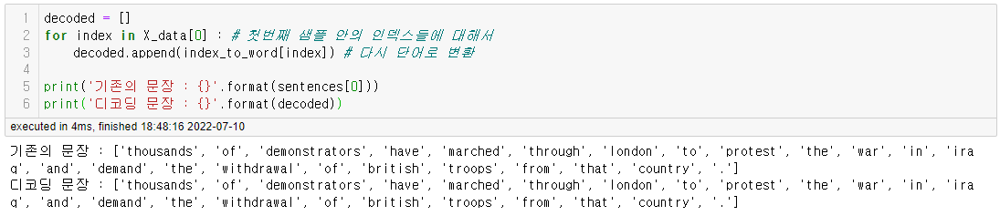 1 decoded = []
2 for index in X_data[0] : # 첫번째 샘플 안의 인덱스들에 대해서
3     decoded.append(index_to_word[index]) # 다시 단어로 변환
4
5 print('기존의 문장 : {}'.format(sentences[0]))
6 print('디코딩 문장 : {}'.format(decoded))
executed in 4ms, finished 18:48:16 2022-07-10
기존의 문장 : ['thousands', 'of', 'demonstrators', 'have', 'marched', 'through', 'london', 'to', 'protest', 'the', 'war', 'in', 'ira
q', 'and', 'demand', 'the', 'withdrawal', 'of', 'british', 'troops', 'from', 'that', 'country', '.']
디코딩 문장 : ['thousands', 'of', 'demonstrators', 'have', 'marched', 'through', 'london', 'to', 'protest', 'the', 'war', 'in', 'ira
q', 'and', 'demand', 'the', 'withdrawal', 'of', 'british', 'troops', 'from', 'that', 'country', '.']